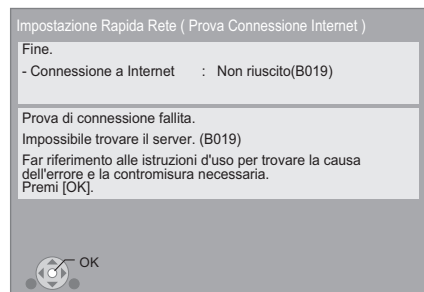 Impostazione Rapida Rete ( Prova Connessione Internet )
Fine.
- Connessione a Internet : Non riuscito(B019)
Prova di connessione fallita.
Impossibile trovare il server. (B019)
Far riferimento alle istruzioni d'uso per trovare la causa
dell'errore e la contromisura necessaria.
Premi [OK].
OK